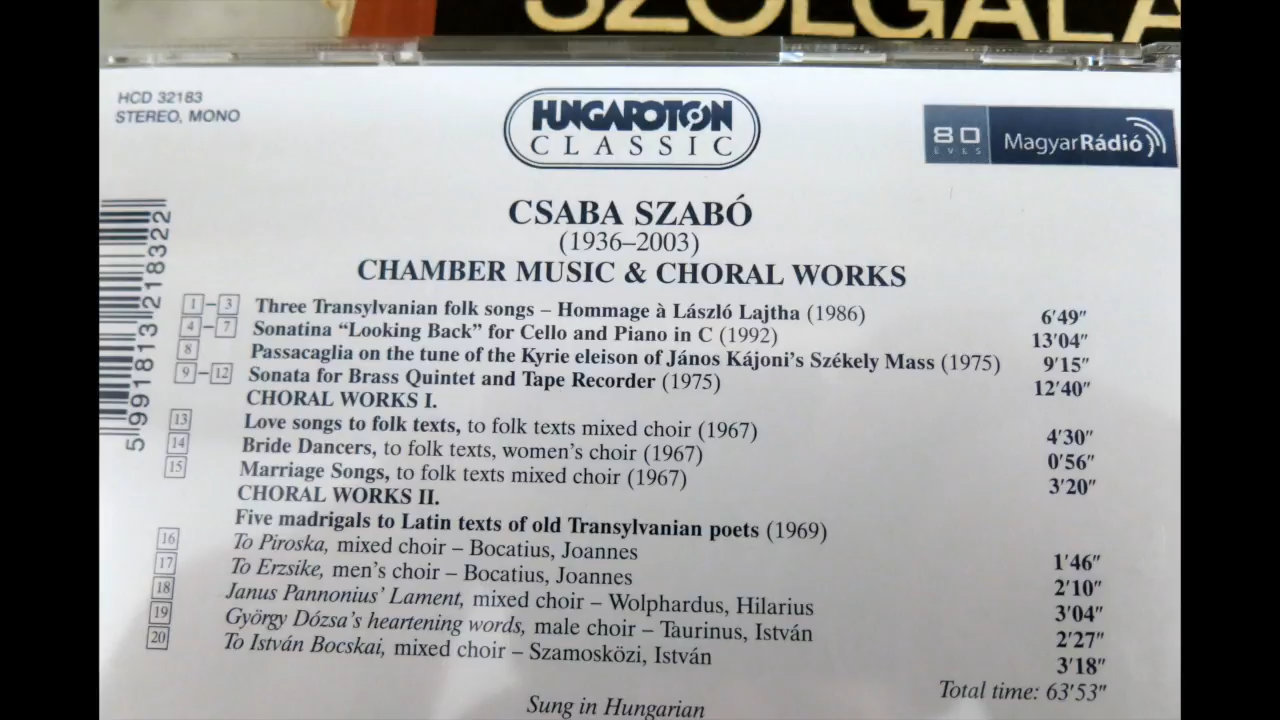 SZOLGÁLA
HCD 32183
STEREO, MONO
HUNGAROTON
CLASSIC
80
ÉVES
MagyarRádió
5 991813 218322
CSABA SZABÓ
(1936–2003)
CHAMBER MUSIC & CHORAL WORKS
1 – 3 Three Transylvanian folk songs – Hommage à László Lajtha (1986) 6'49"
4 – 7 Sonatina “Looking Back” for Cello and Piano in C (1992) 13'04"
8 Passacaglia on the tune of the Kyrie eleison of János Kájoni’s Székely Mass (1975) 9'15"
9 – 12 Sonata for Brass Quintet and Tape Recorder (1975) 12'40"
CHORAL WORKS I.
13 Love songs to folk texts, to folk texts mixed choir (1967) 4'30"
14 Bride Dancers, to folk texts, women’s choir (1967) 0'56"
15 Marriage Songs, to folk texts mixed choir (1967) 3'20"
CHORAL WORKS II.
Five madrigals to Latin texts of old Transylvanian poets (1969)
16 To Piroska, mixed choir – Bocatius, Joannes 1'46"
17 To Erzsike, men’s choir – Bocatius, Joannes 2'10"
18 Janus Pannonius’ Lament, mixed choir – Wolphardus, Hilarius 3'04"
19 György Dózsa’s heartening words, male choir – Taurinus, István 2'27"
20 To István Bocskai, mixed choir – Szamosközi, István 3'18"
Total time: 63'53"
Sung in Hungarian